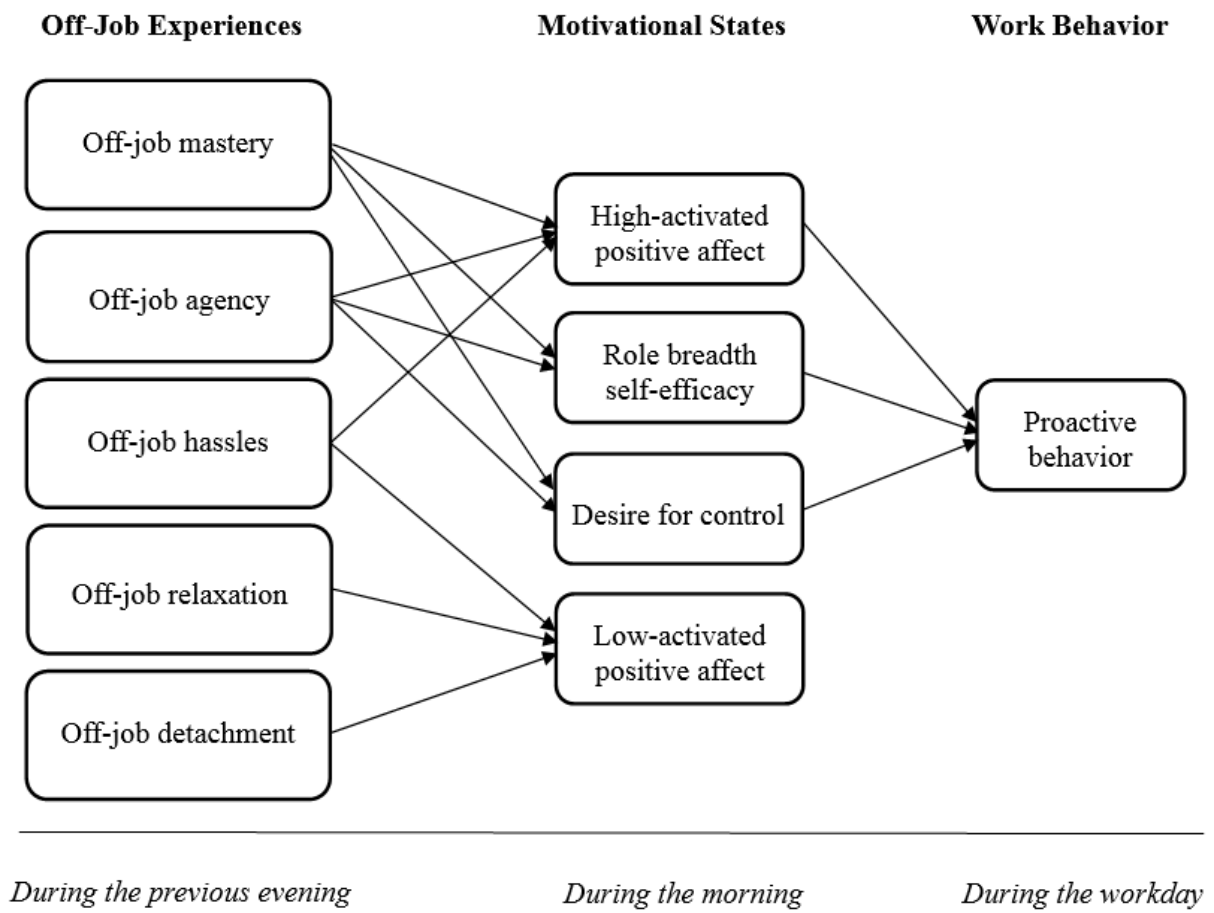 Off-Job Experiences
Motivational States
Work Behavior
Off-job mastery
Off-job agency
Off-job hassles
Off-job relaxation
Off-job detachment
High-activated
positive affect
Role breadth
self-efficacy
Desire for control
Low-activated
positive affect
Proactive
behavior
During the previous evening
During the morning
During the workday